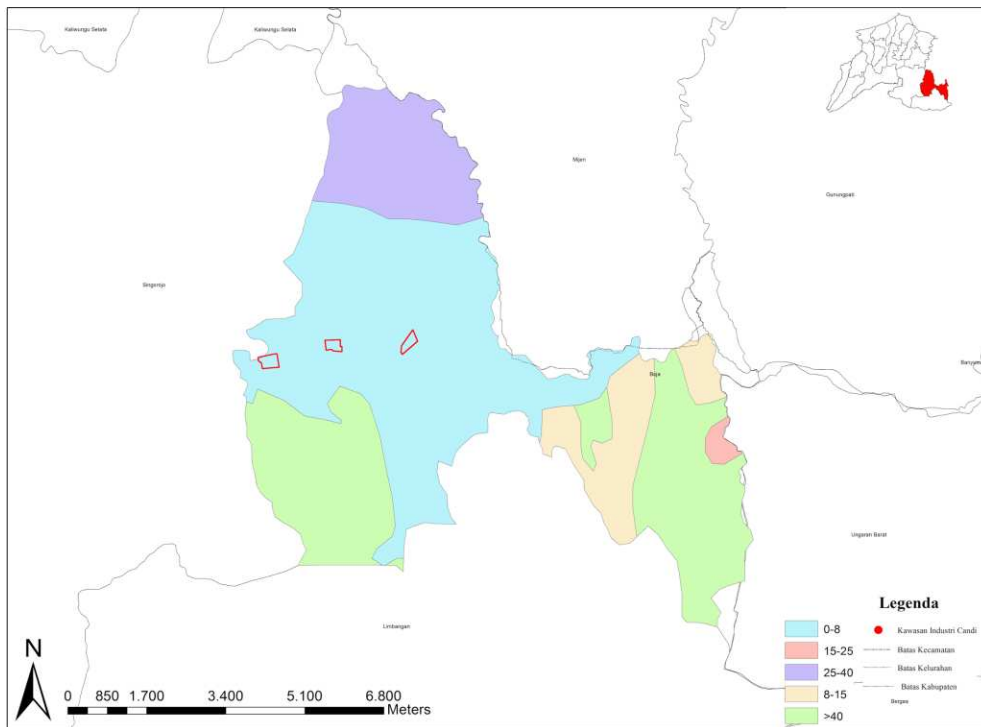 Kaliwungu Selata
Kaliwungu Selata
Mijen
Gunungpati
Singorojo
Boja
Ungaran Barat
Limbangan
Bergas
N
0 850 1.700 3.400 5.100 6.800
Meters
Legenda
0-8
15-25
25-40
8-15
>40
Kawasan Industri Candi
Batas Kecamatan
Batas Kelurahan
Batas Kabupaten